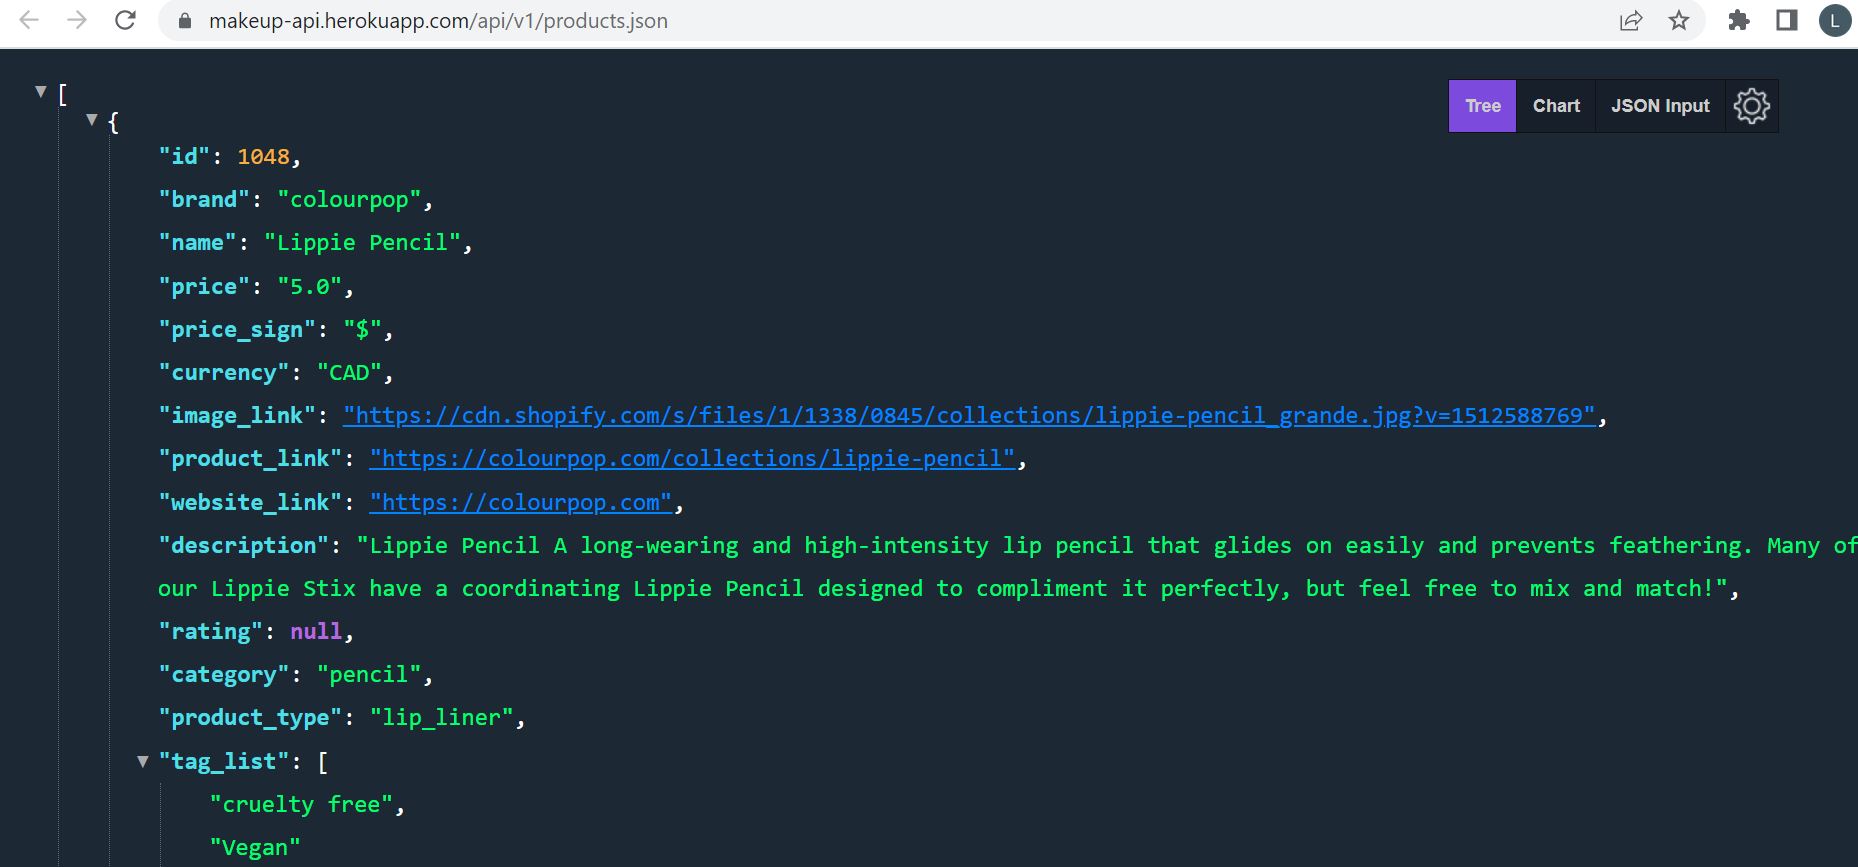 makeup-api.herokuapp.com/api/v1/products.json
L
Tree Chart JSON Input
[
{
"id": 1048,
"brand": "colourpop",
"name": "Lippie Pencil",
"price": "5.0",
"price_sign": "$",
"currency": "CAD",
"image_link": "https://cdn.shopify.com/s/files/1/1338/0845/collections/lippie-pencil_grande.jpg?v=1512588769",
"product_link": "https://colourpop.com/collections/lippie-pencil",
"website_link": "https://colourpop.com",
"description": "Lippie Pencil A long-wearing and high-intensity lip pencil that glides on easily and prevents feathering. Many of
our Lippie Stix have a coordinating Lippie Pencil designed to compliment it perfectly, but feel free to mix and match!",
"rating": null,
"category": "pencil",
"product_type": "lip_liner",
"tag_list": [
"cruelty free",
"Vegan"